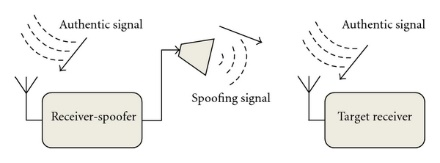 Authentic signal
Authentic signal
Spoofing signal
Receiver-spoofer
Target receiver